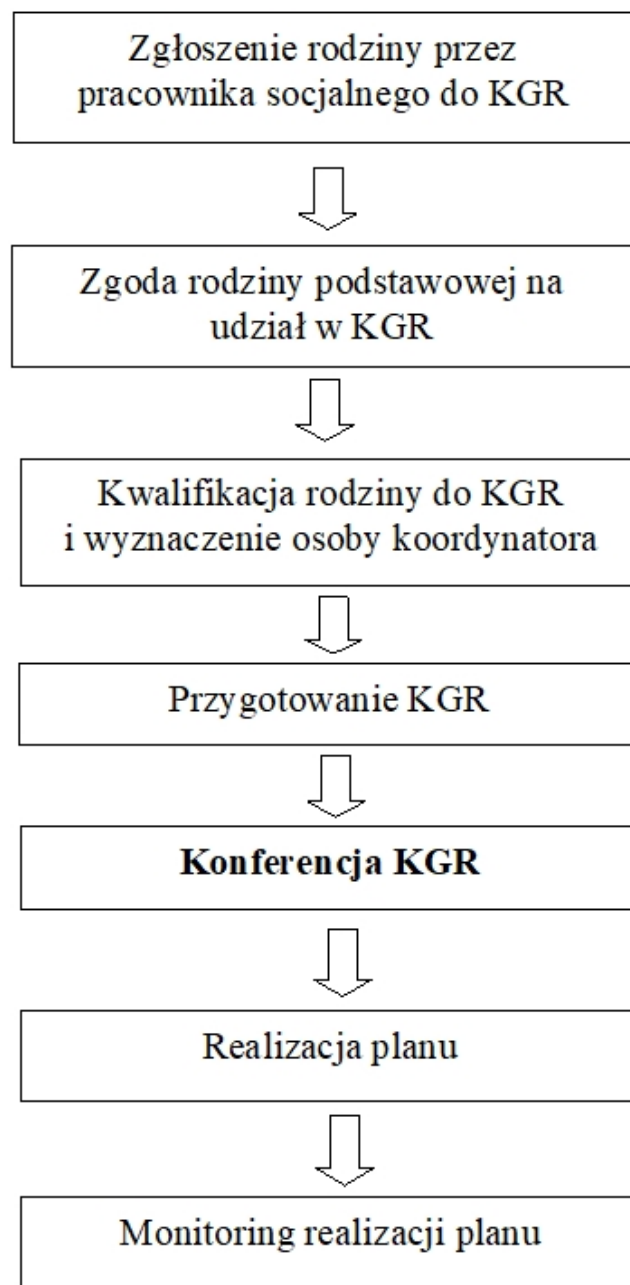 Zgłoszenie rodziny przez
pracownika socjalnego do KGR
Zgoda rodziny podstawowej na
udział w KGR
Kwalifikacja rodziny do KGR
i wyznaczenie osoby koordynatora
Przygotowanie KGR
Konferencja KGR
Realizacja planu
Monitoring realizacji planu